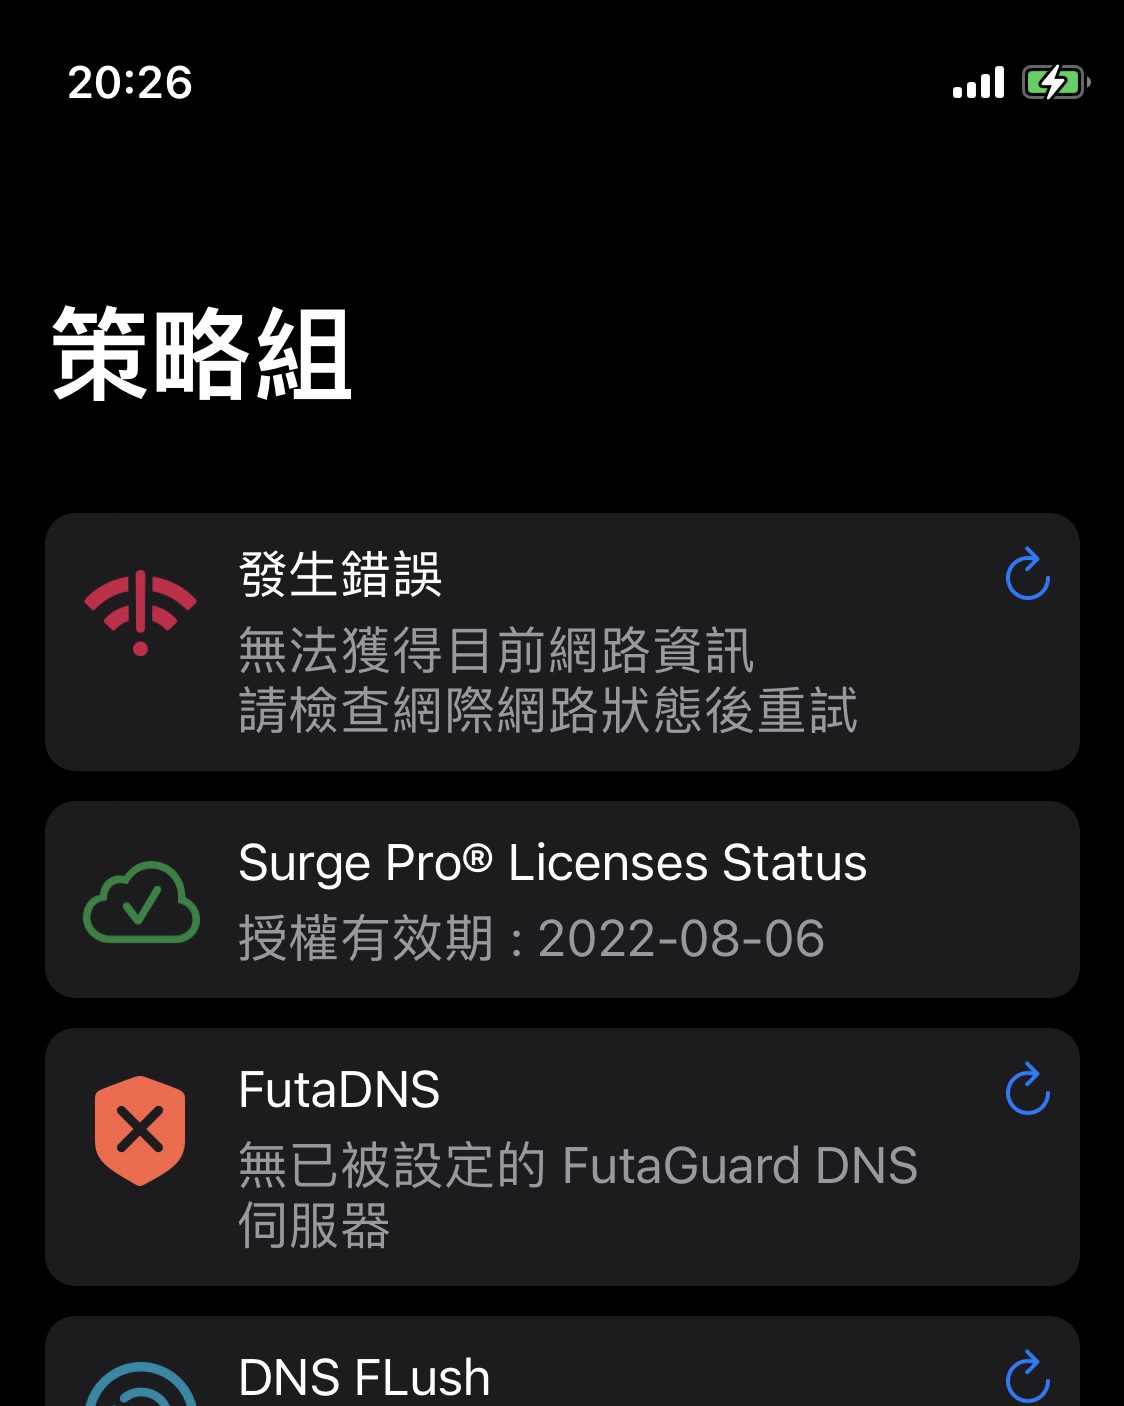 20:26
策略組
發生錯誤
無法獲得目前網路資訊
請檢查網際網路狀態後重試
Surge Pro® Licenses Status
授權有效期 : 2022-08-06
FutaDNS
無已被設定的 FutaGuard DNS
伺服器
DNS FLush